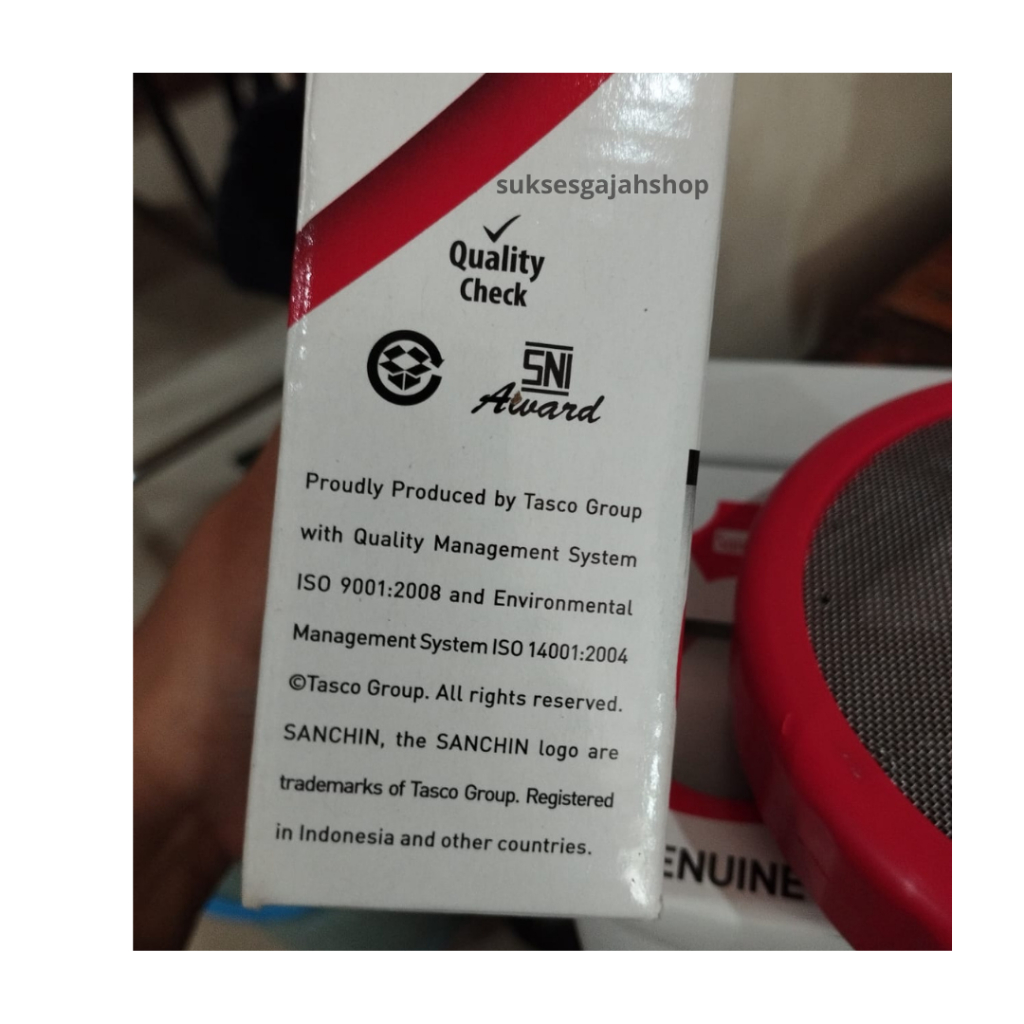 suksesgajahshop
Quality
Check
SNI
Award
Proudly Produced by Tasco Group
with Quality Management System
ISO 9001:2008 and Environmental
Management System ISO 14001:2004
©Tasco Group. All rights reserved.
SANCHIN, the SANCHIN logo are
trademarks of Tasco Group. Registered
in Indonesia and other countries.
ENUINE